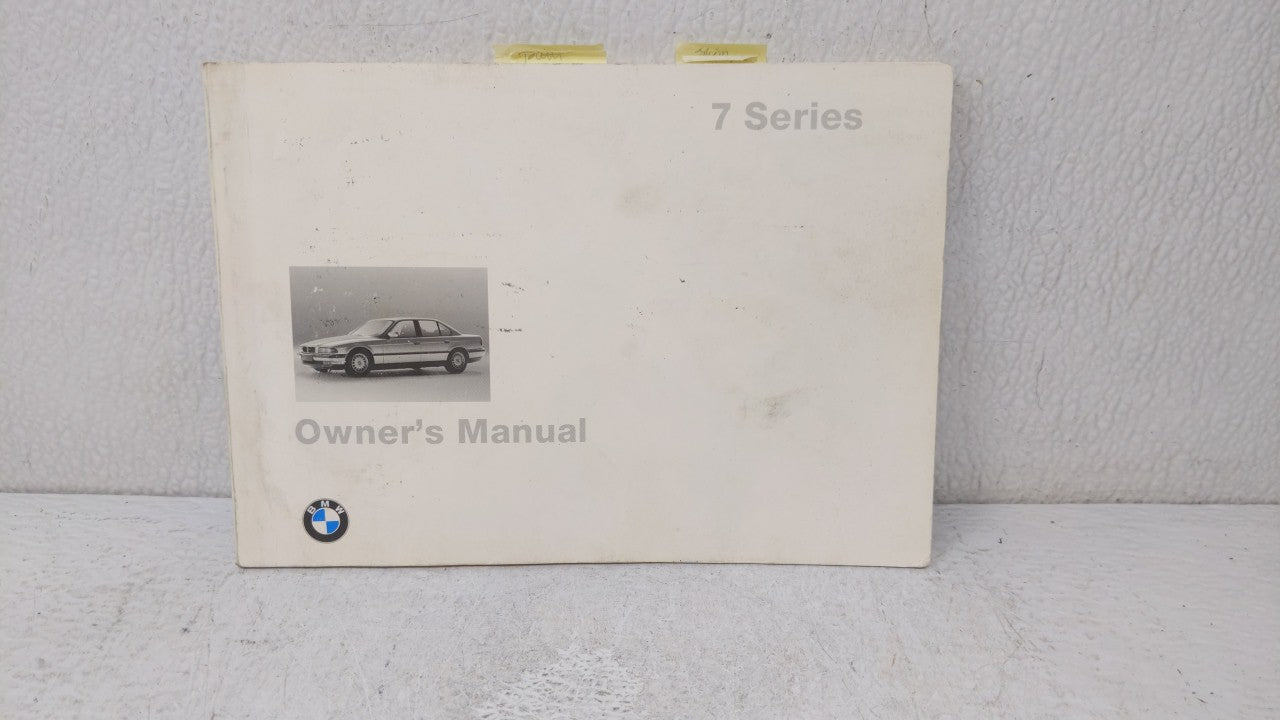 7 Series
Owner's Manual
BMW